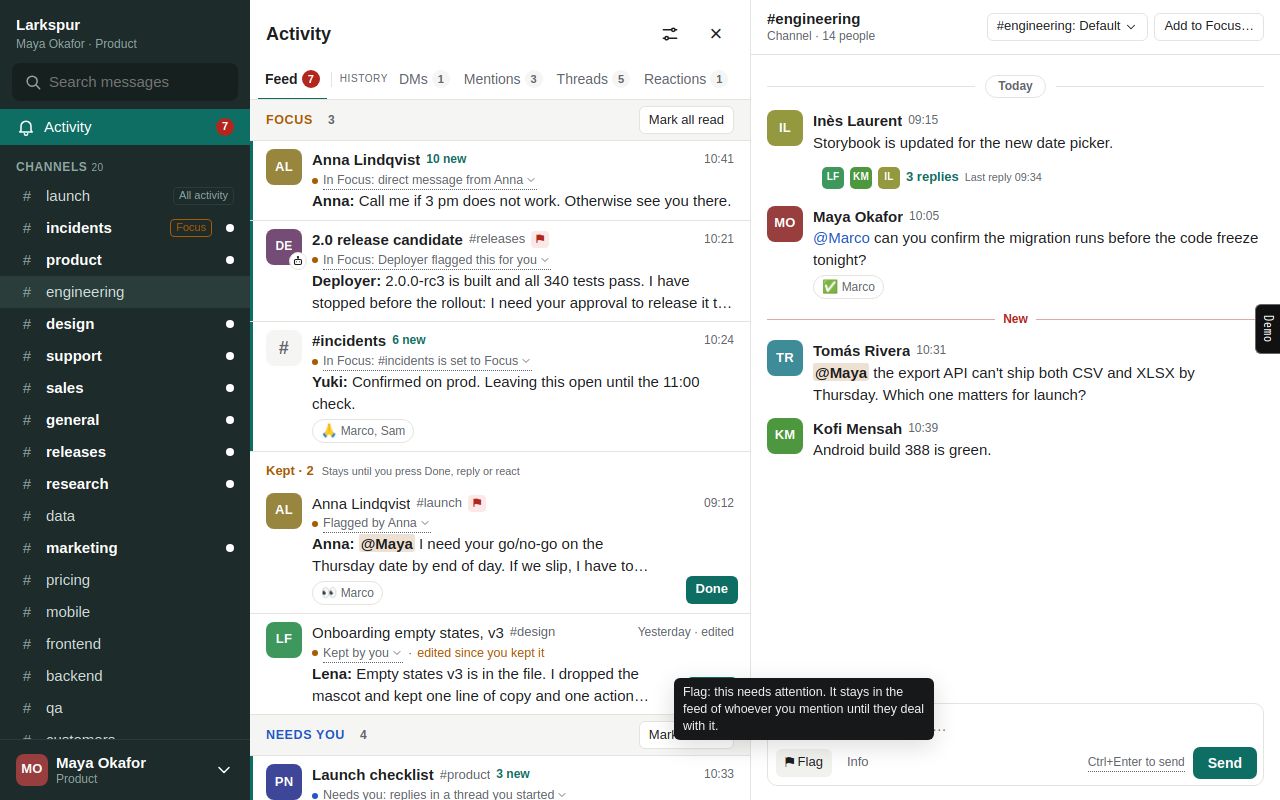 Larkspur
Maya Okafor · Product
Search messages
Activity
7
CHANNELS 20
# launch All activity
# incidents Focus
# product
# engineering
# design
# support
# sales
# general
# releases
# research
# data
# marketing
# pricing
# mobile
# frontend
# backend
# qa
# customers
MO
Maya Okafor
Product
Activity
Feed 7
HISTORY
DMs 1
Mentions 3
Threads 5
Reactions 1
FOCUS 3
Mark all read
AL
Anna Lindqvist 10 new 10:41
In Focus: direct message from Anna
Anna: Call me if 3 pm does not work. Otherwise see you there.
DE
2.0 release candidate #releases 10:21
In Focus: Deployer flagged this for you
Deployer: 2.0.0-rc3 is built and all 340 tests pass. I have
stopped before the rollout: I need your approval to release it t…
#
#incidents 6 new 10:24
In Focus: #incidents is set to Focus
Yuki: Confirmed on prod. Leaving this open until the 11:00
check.
🙏 Marco, Sam
Kept · 2 Stays until you press Done, reply or react
AL
Anna Lindqvist #launch 09:12
Flagged by Anna
Anna: @Maya I need your go/no-go on the
Thursday date by end of day. If we slip, I have to…
👀 Marco
Done
LF
Onboarding empty states, v3 #design Yesterday · edited
Kept by you · edited since you kept it
Lena: Empty states v3 is in the file. I dropped the
mascot and kept one line of copy and one action…
NEEDS YOU 4
PN
Launch checklist #product 3 new 10:33
Needs you: replies in a thread you started
#engineering
Channel · 14 people
#engineering: Default
Add to Focus…
Today
IL
Inès Laurent 09:15
Storybook is updated for the new date picker.
LF KM IL 3 replies Last reply 09:34
MO
Maya Okafor 10:05
@Marco can you confirm the migration runs before the code freeze
tonight?
✅ Marco
New
TR
Tomás Rivera 10:31
@Maya the export API can't ship both CSV and XLSX by
Thursday. Which one matters for launch?
KM
Kofi Mensah 10:39
Android build 388 is green.
Demo
Flag: this needs attention. It stays in the
feed of whoever you mention until they deal
with it.
Flag
Info
Ctrl+Enter to send
Send